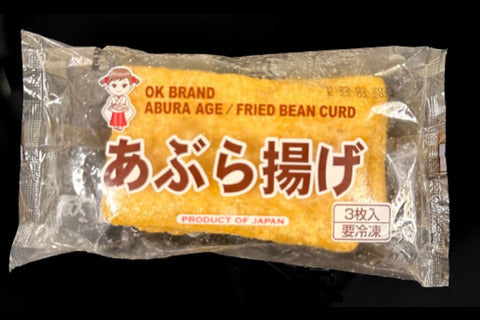 OK BRAND
ABURA AGE / FRIED BEAN CURD
あぶら揚げ
PRODUCT OF JAPAN
3枚入
要冷凍